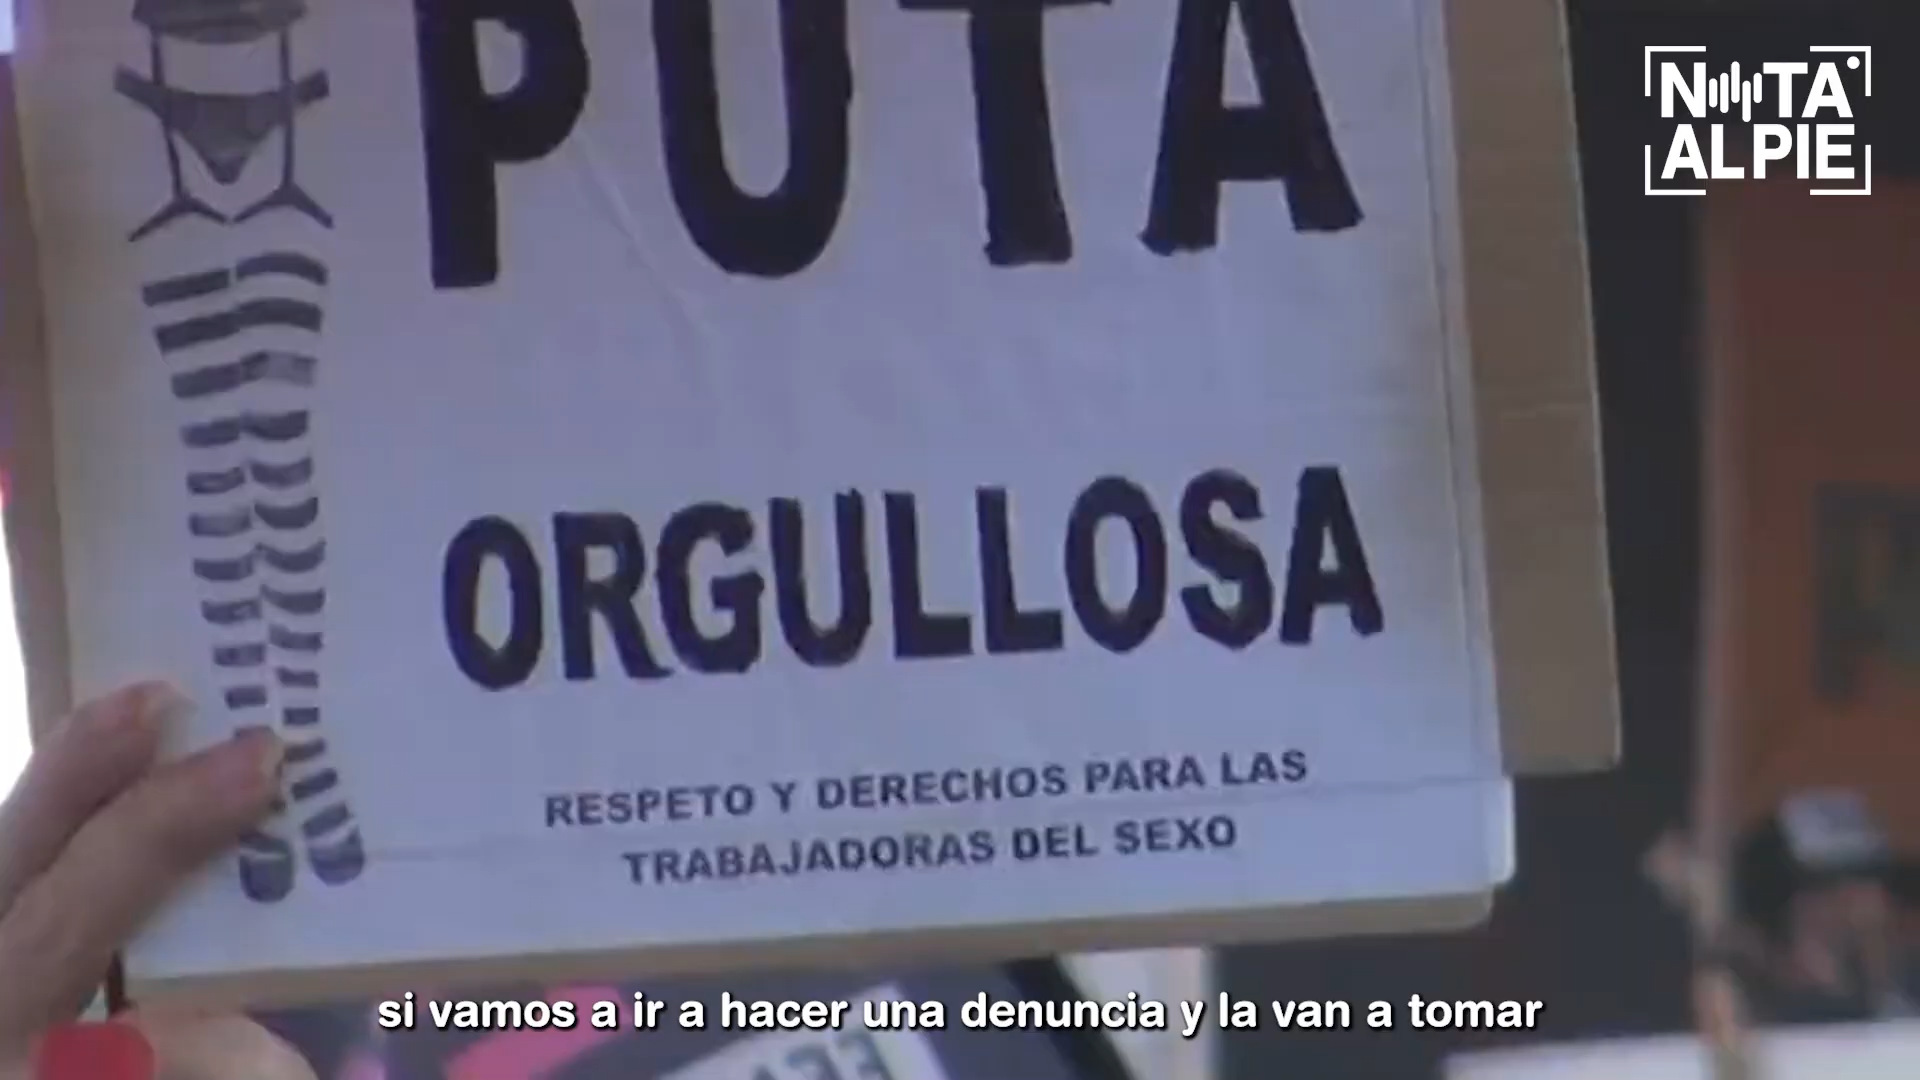 PUTA
NOTA
ALPIE
ORGULLOSA
RESPETO Y DERECHOS PARA LAS
TRABAJADORAS DEL SEXO
si vamos a ir a hacer una denuncia y la van a tomar